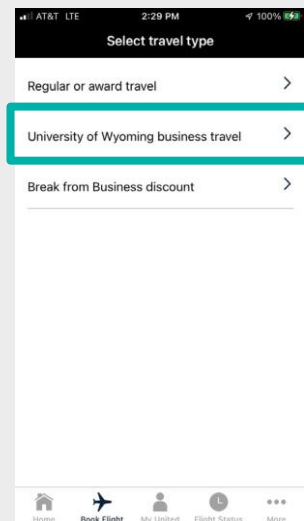 AT&T LTE 2:29 PM 100%
Select travel type
Regular or award travel
University of Wyoming business travel
Break from Business discount
Home Book Flight My United Flight Status More